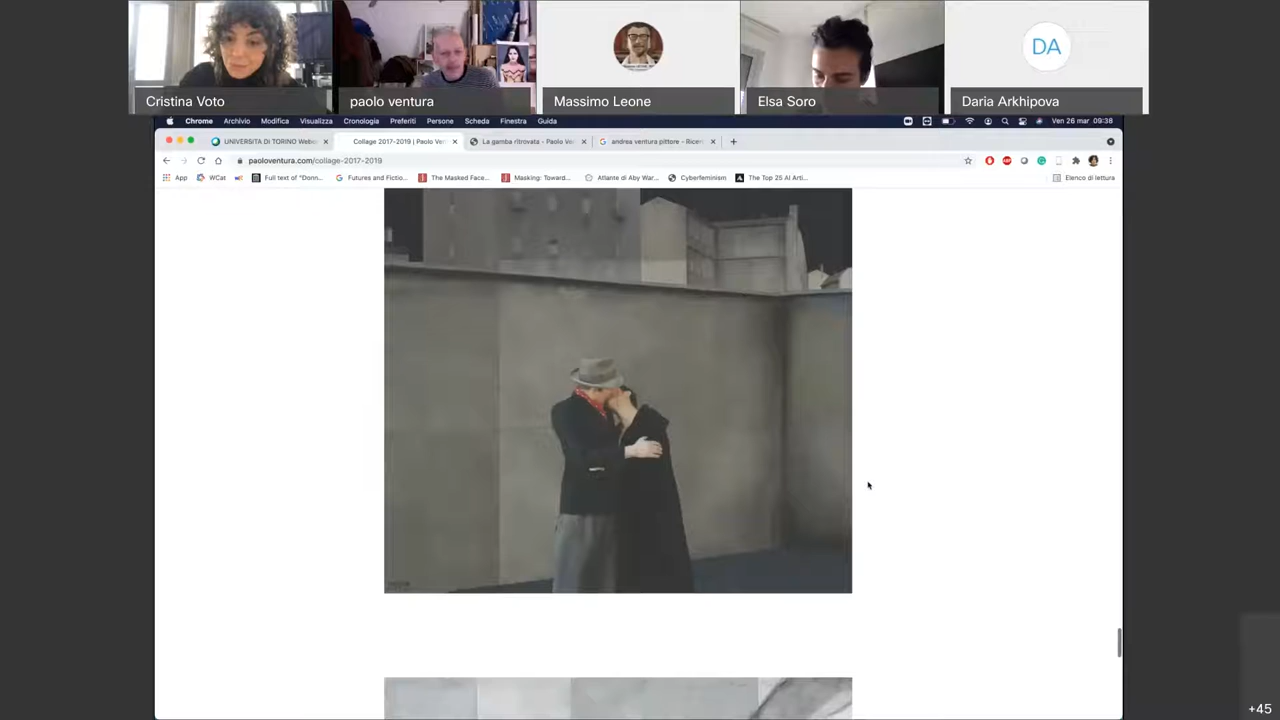 Cristina Voto
paolo ventura
Massimo Leone
Elsa Soro
DA
Daria Arkhipova
Chrome Archivio Modifica Visualizza Cronologia Preferiti Persone Scheda Finestra Guida
Ven 26 mar 09:38
UNIVERSITA DI TORINO Webex
Collage 2017-2019 | Paolo Ven
La gamba ritrovata - Paolo Ve
andrea ventura pittore - Ricer
paoloventura.com/collage-2017-2019
App
WCat
Full text of "Donn...
Futures and Fictio...
The Masked Face...
Masking: Toward...
Atlante di Aby War...
Cyberfeminism
The Top 25 AI Arti...
Elenco di lettura
+45